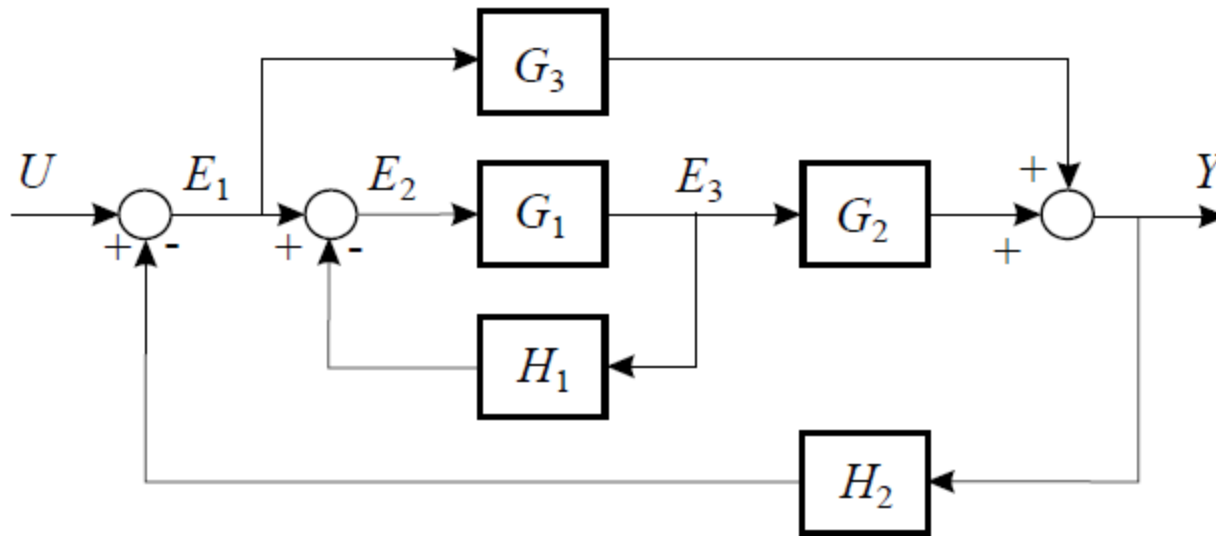 G₃
+
U
E₁
E₂
G₁
E₃
G₂
Y
+
-
+
-
+
H₁
H₂